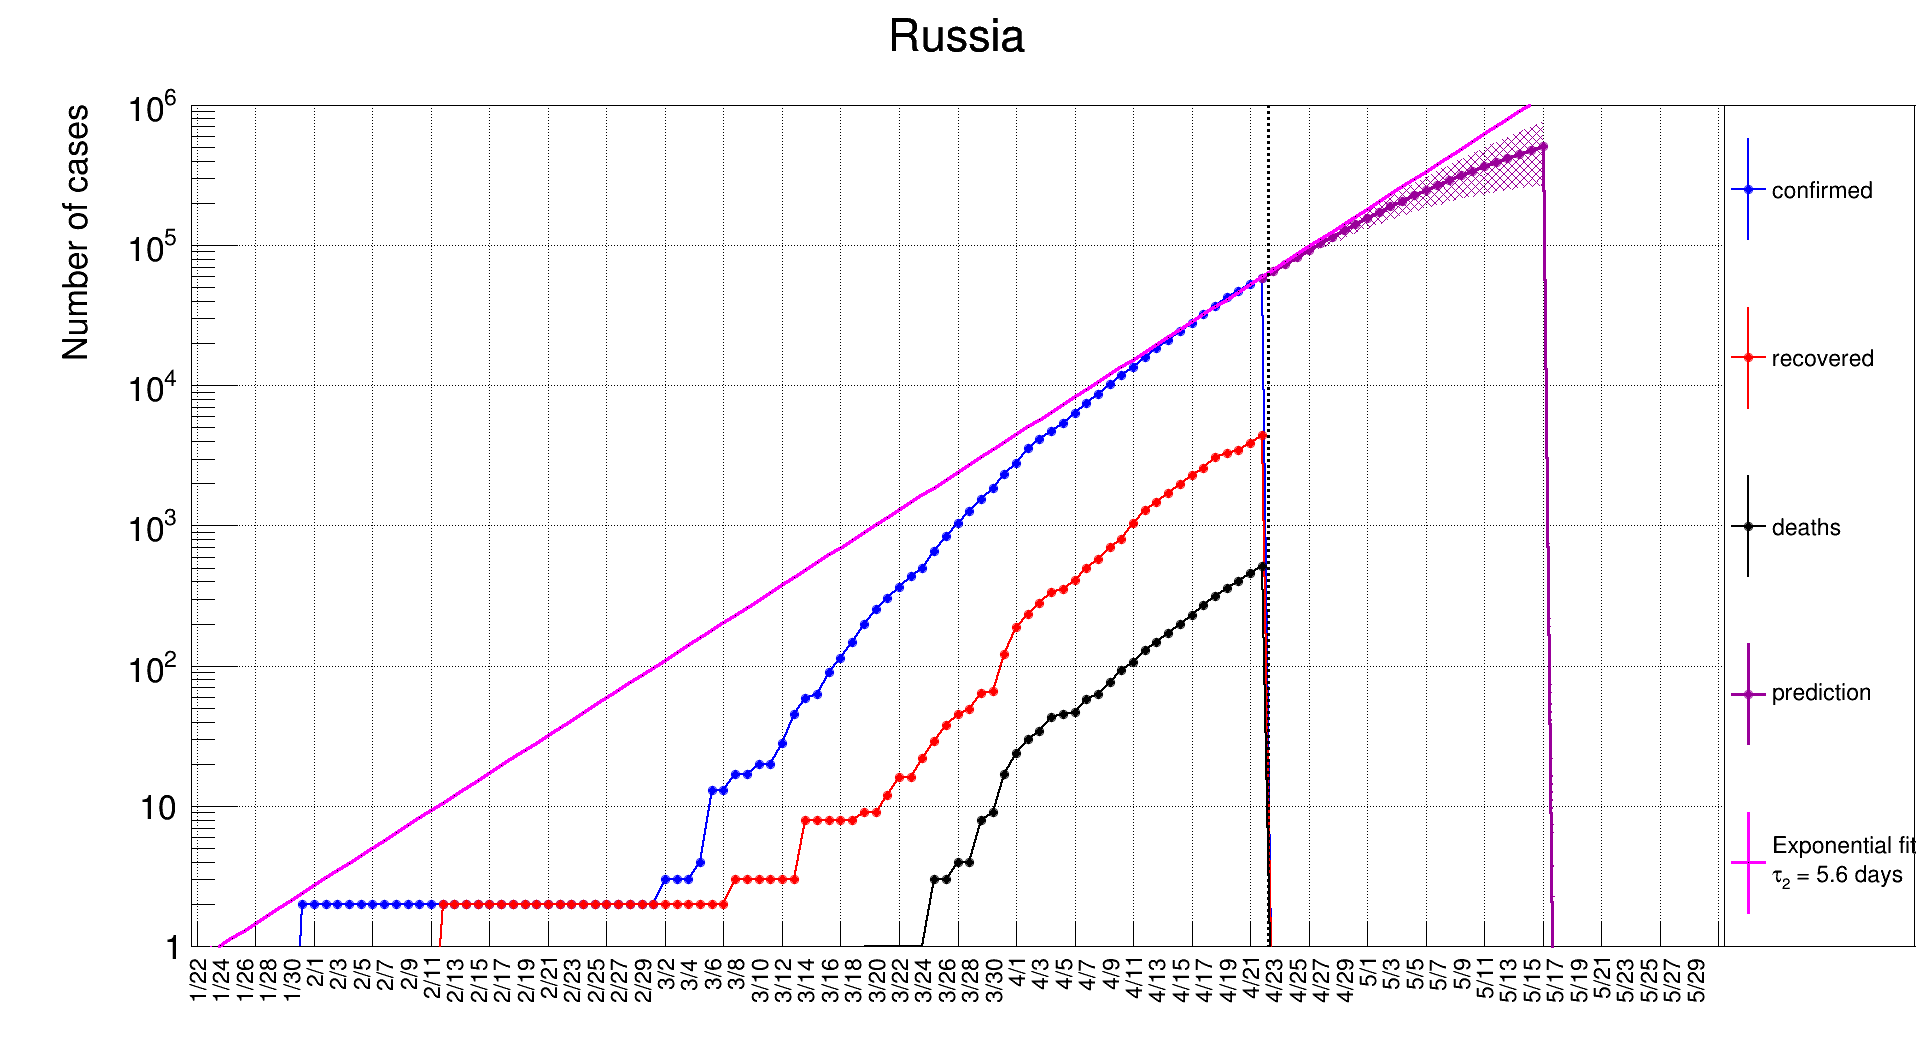 Russia
Number of cases
10^6
10^5
10^4
10^3
10^2
10
1
1/22 1/24 1/26 1/28 1/30 2/1 2/3 2/5 2/7 2/9 2/11 2/13 2/15 2/17 2/19 2/21 2/23 2/25 2/27 2/29 3/2 3/4 3/6 3/8 3/10 3/12 3/14 3/16 3/18 3/20 3/22 3/24 3/26 3/28 3/30 4/1 4/3 4/5 4/7 4/9 4/11 4/13 4/15 4/17 4/19 4/21 4/23 4/25 4/27 4/29 5/1 5/3 5/5 5/7 5/9 5/11 5/13 5/15 5/17 5/19 5/21 5/23 5/25 5/27 5/29
confirmed
recovered
deaths
prediction
Exponential fit
τ₂ = 5.6 days